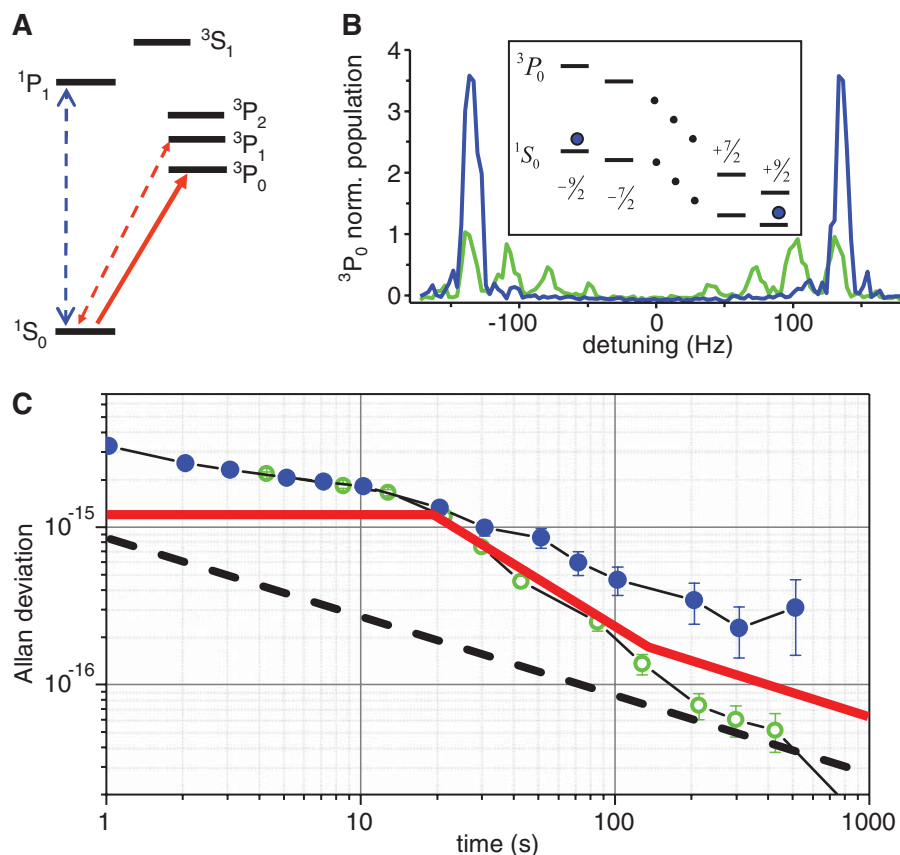 A
³S₁
¹P₁
³P₂
³P₁
³P₀
¹S₀
B
³P₀ norm. population
4
3
2
1
0
³P₀
¹S₀
−9/2
−7/2
+7/2
+9/2
-100
0
100
detuning (Hz)
C
Allan deviation
10⁻¹⁵
10⁻¹⁶
1
10
100
1000
time (s)